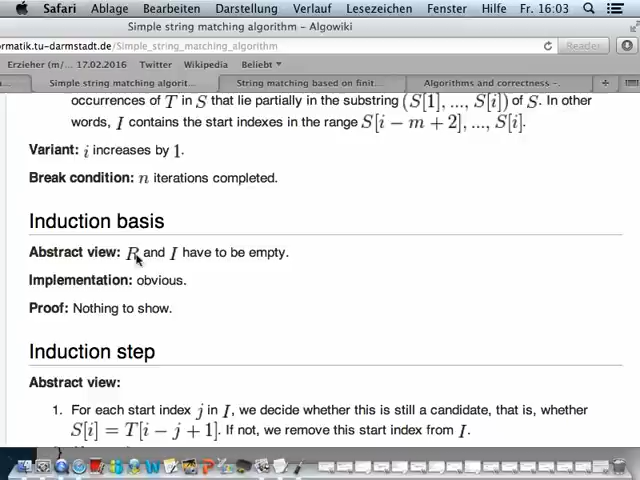 Safari Ablage Bearbeiten Darstellung Verlauf Lesezeichen Fenster Hilfe Fr. 16:03
Simple string matching algorithm – Algowiki
ormatik.tu-darmstadt.de/Simple_string_matching_algorithm Reader
Erzieher (m/... 17.02.2016 Twitter Wikipedia Beliebt
Simple string matching algorit... String matching based on finit... Algorithms and correctness –...
occurrences of T in S that lie partially in the substring (S[1], ..., S[i]) of S. In other
words, I contains the start indexes in the range S[i − m + 2], ..., S[i].
Variant: i increases by 1.
Break condition: n iterations completed.
Induction basis
Abstract view: R and I have to be empty.
Implementation: obvious.
Proof: Nothing to show.
Induction step
Abstract view:
1. For each start index j in I, we decide whether this is still a candidate, that is, whether
S[i] = T[i − j + 1]. If not, we remove this start index from I.